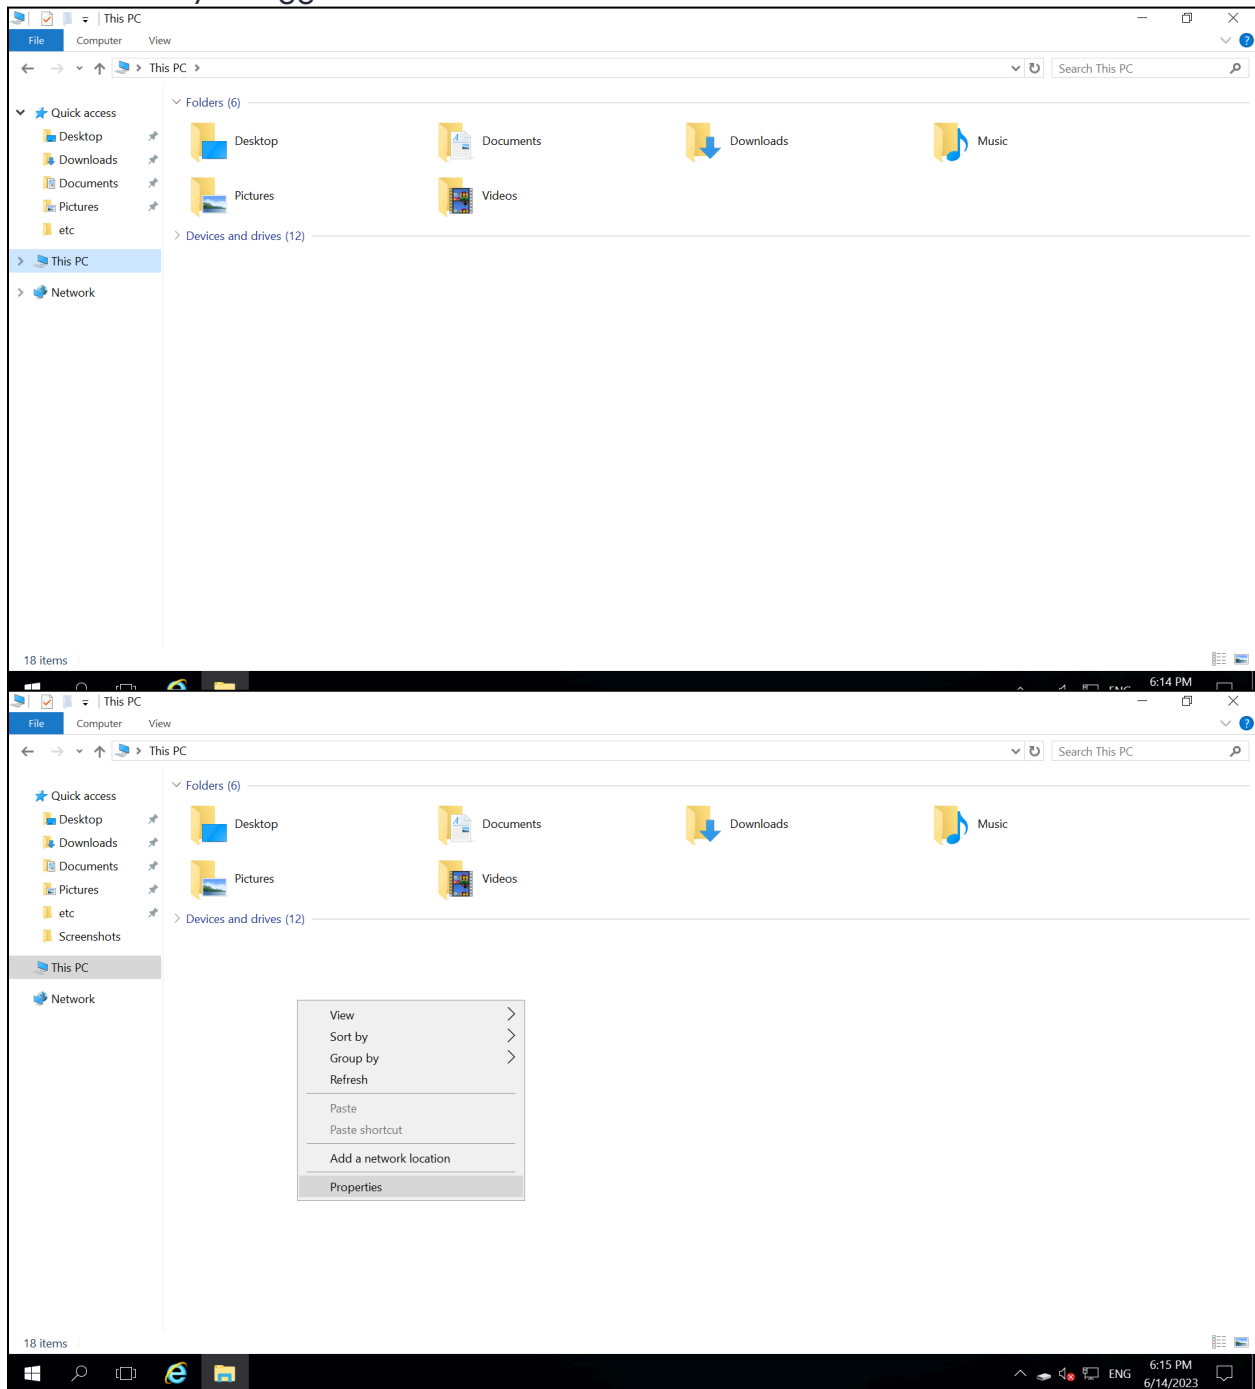 This PC
File Computer View
This PC
Search This PC
Quick access
Desktop
Downloads
Documents
Pictures
etc
This PC
Network
Folders (6)
Desktop Documents Downloads Music
Pictures Videos
Devices and drives (12)
18 items
6:14 PM
This PC
File Computer View
This PC
Search This PC
Quick access
Desktop
Downloads
Documents
Pictures
etc
Screenshots
This PC
Network
Folders (6)
Desktop Documents Downloads Music
Pictures Videos
Devices and drives (12)
View
Sort by
Group by
Refresh
Paste
Paste shortcut
Add a network location
Properties
18 items
ENG
6:15 PM
6/14/2023